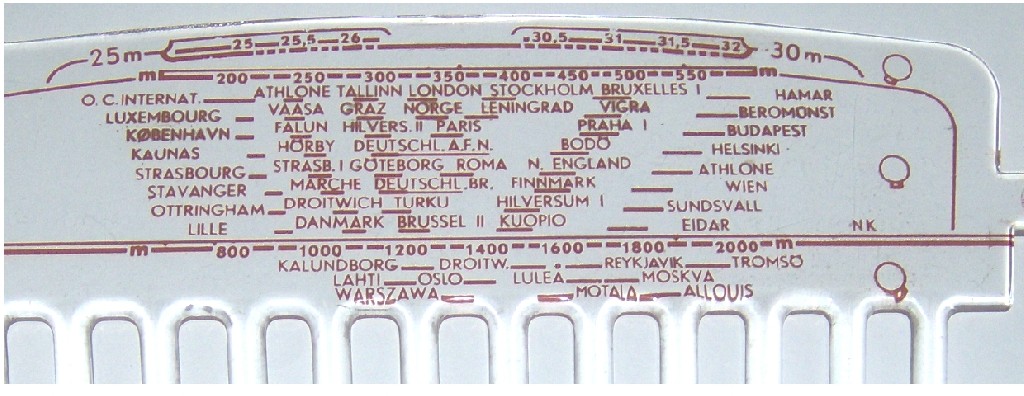 25 25,5 26 30,5 31 31,5 32
25m 30m
m 200 250 300 350 400 450 500 550 m
ATHLONE TALLINN LONDON STOCKHOLM BRUXELLES I
O.C.INTERNAT. HAMAR
VAASA GRAZ NORGE LENINGRAD VIGRA
LUXEMBOURG BEROMÜNST
FALUN HILVERS.II PARIS PRAHA I
KØBENHAVN BUDAPEST
HÖRBY DEUTSCHL.A.F.N. BODÖ
KAUNAS HELSINKI
STRASB.I GÖTEBORG ROMA N. ENGLAND
STRASBOURG ATHLONE
MARCHE DEUTSCHL.BR. FINNMARK
STAVANGER WIEN
DROITWICH TURKU HILVERSUM I
OTTRINGHAM SUNDSVALL
DANMARK BRUSSEL II KUOPIO
LILLE EIDAR NK
m 800 1000 1200 1400 1600 1800 2000 m
KALUNDBORG DROITW. REYKJAVIK TROMSÖ
LAHTI OSLO LULEÅ MOSKVA
WARSZAWA MOTALA ALLOUIS